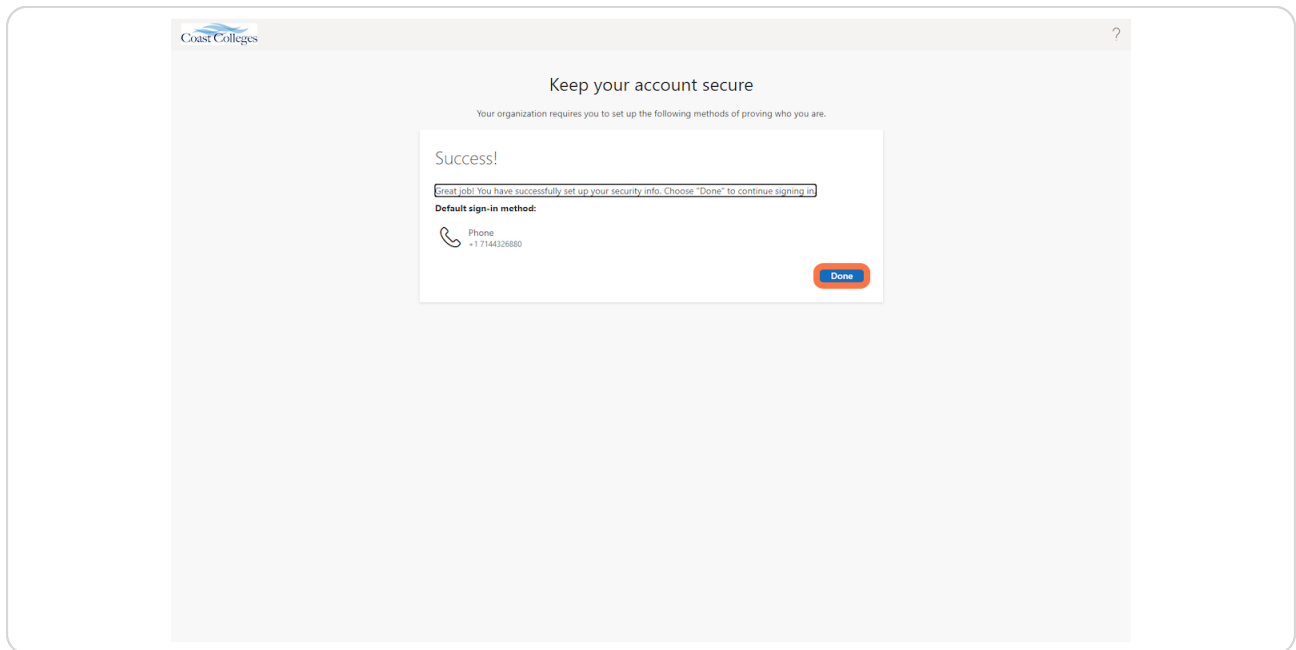 Coast Colleges
?
Keep your account secure
Your organization requires you to set up the following methods of proving who you are.
Success!
Great job! You have successfully set up your security info. Choose "Done" to continue signing in.
Default sign-in method:
Phone
+1 7144326880
Done